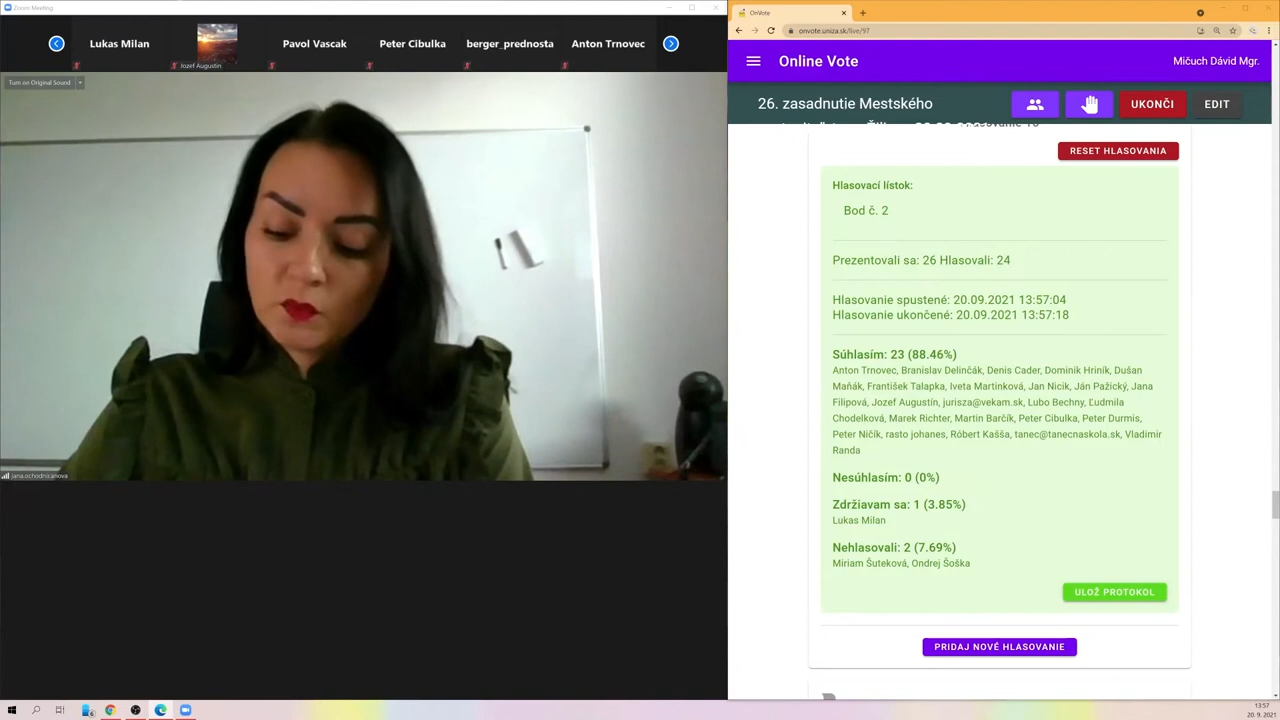 Zoom Meeting
Lukas Milan
Pavol Vascak
Peter Cibulka
berger_prednosta
Anton Trnovec
Jozef Augustin
Turn on Original Sound
jana.ochodnicanova
OnVote
onvote.uniza.sk/live/97
Online Vote
Mičuch Dávid Mgr.
26. zasadnutie Mestského
UKONČI
EDIT
RESET HLASOVANIA
Hlasovací lístok:
Bod č. 2
Prezentovali sa: 26 Hlasovali: 24
Hlasovanie spustené: 20.09.2021 13:57:04
Hlasovanie ukončené: 20.09.2021 13:57:18
Súhlasím: 23 (88.46%)
Anton Trnovec, Branislav Delinčák, Denis Cader, Dominik Hriník, Dušan
Maňák, František Talapka, Iveta Martinková, Jan Nicik, Ján Pažický, Jana
Filipová, Jozef Augustín, jurisza@vekam.sk, Lubo Bechny, Ľudmila
Chodelková, Marek Richter, Martin Barčík, Peter Cibulka, Peter Durmis,
Peter Ničík, rasto johanes, Róbert Kašša, tanec@tanecnaskola.sk, Vladimir
Randa
Nesúhlasím: 0 (0%)
Zdržiavam sa: 1 (3.85%)
Lukas Milan
Nehlasovali: 2 (7.69%)
Miriam Šuteková, Ondrej Šoška
ULOŽ PROTOKOL
PRIDAJ NOVÉ HLASOVANIE
13:57
20. 9. 2021